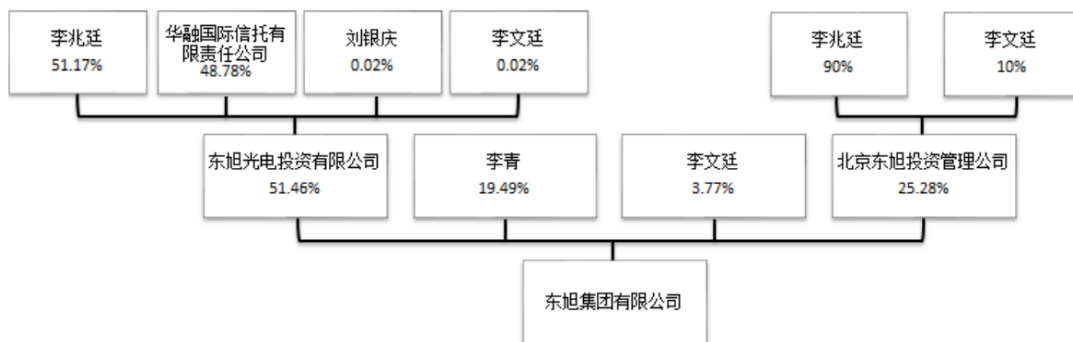 李兆廷
51.17%
华融国际信托有
限责任公司
48.78%
刘银庆
0.02%
李文廷
0.02%
李兆廷
90%
李文廷
10%
东旭光电投资有限公司
51.46%
李青
19.49%
李文廷
3.77%
北京东旭投资管理公司
25.28%
东旭集团有限公司